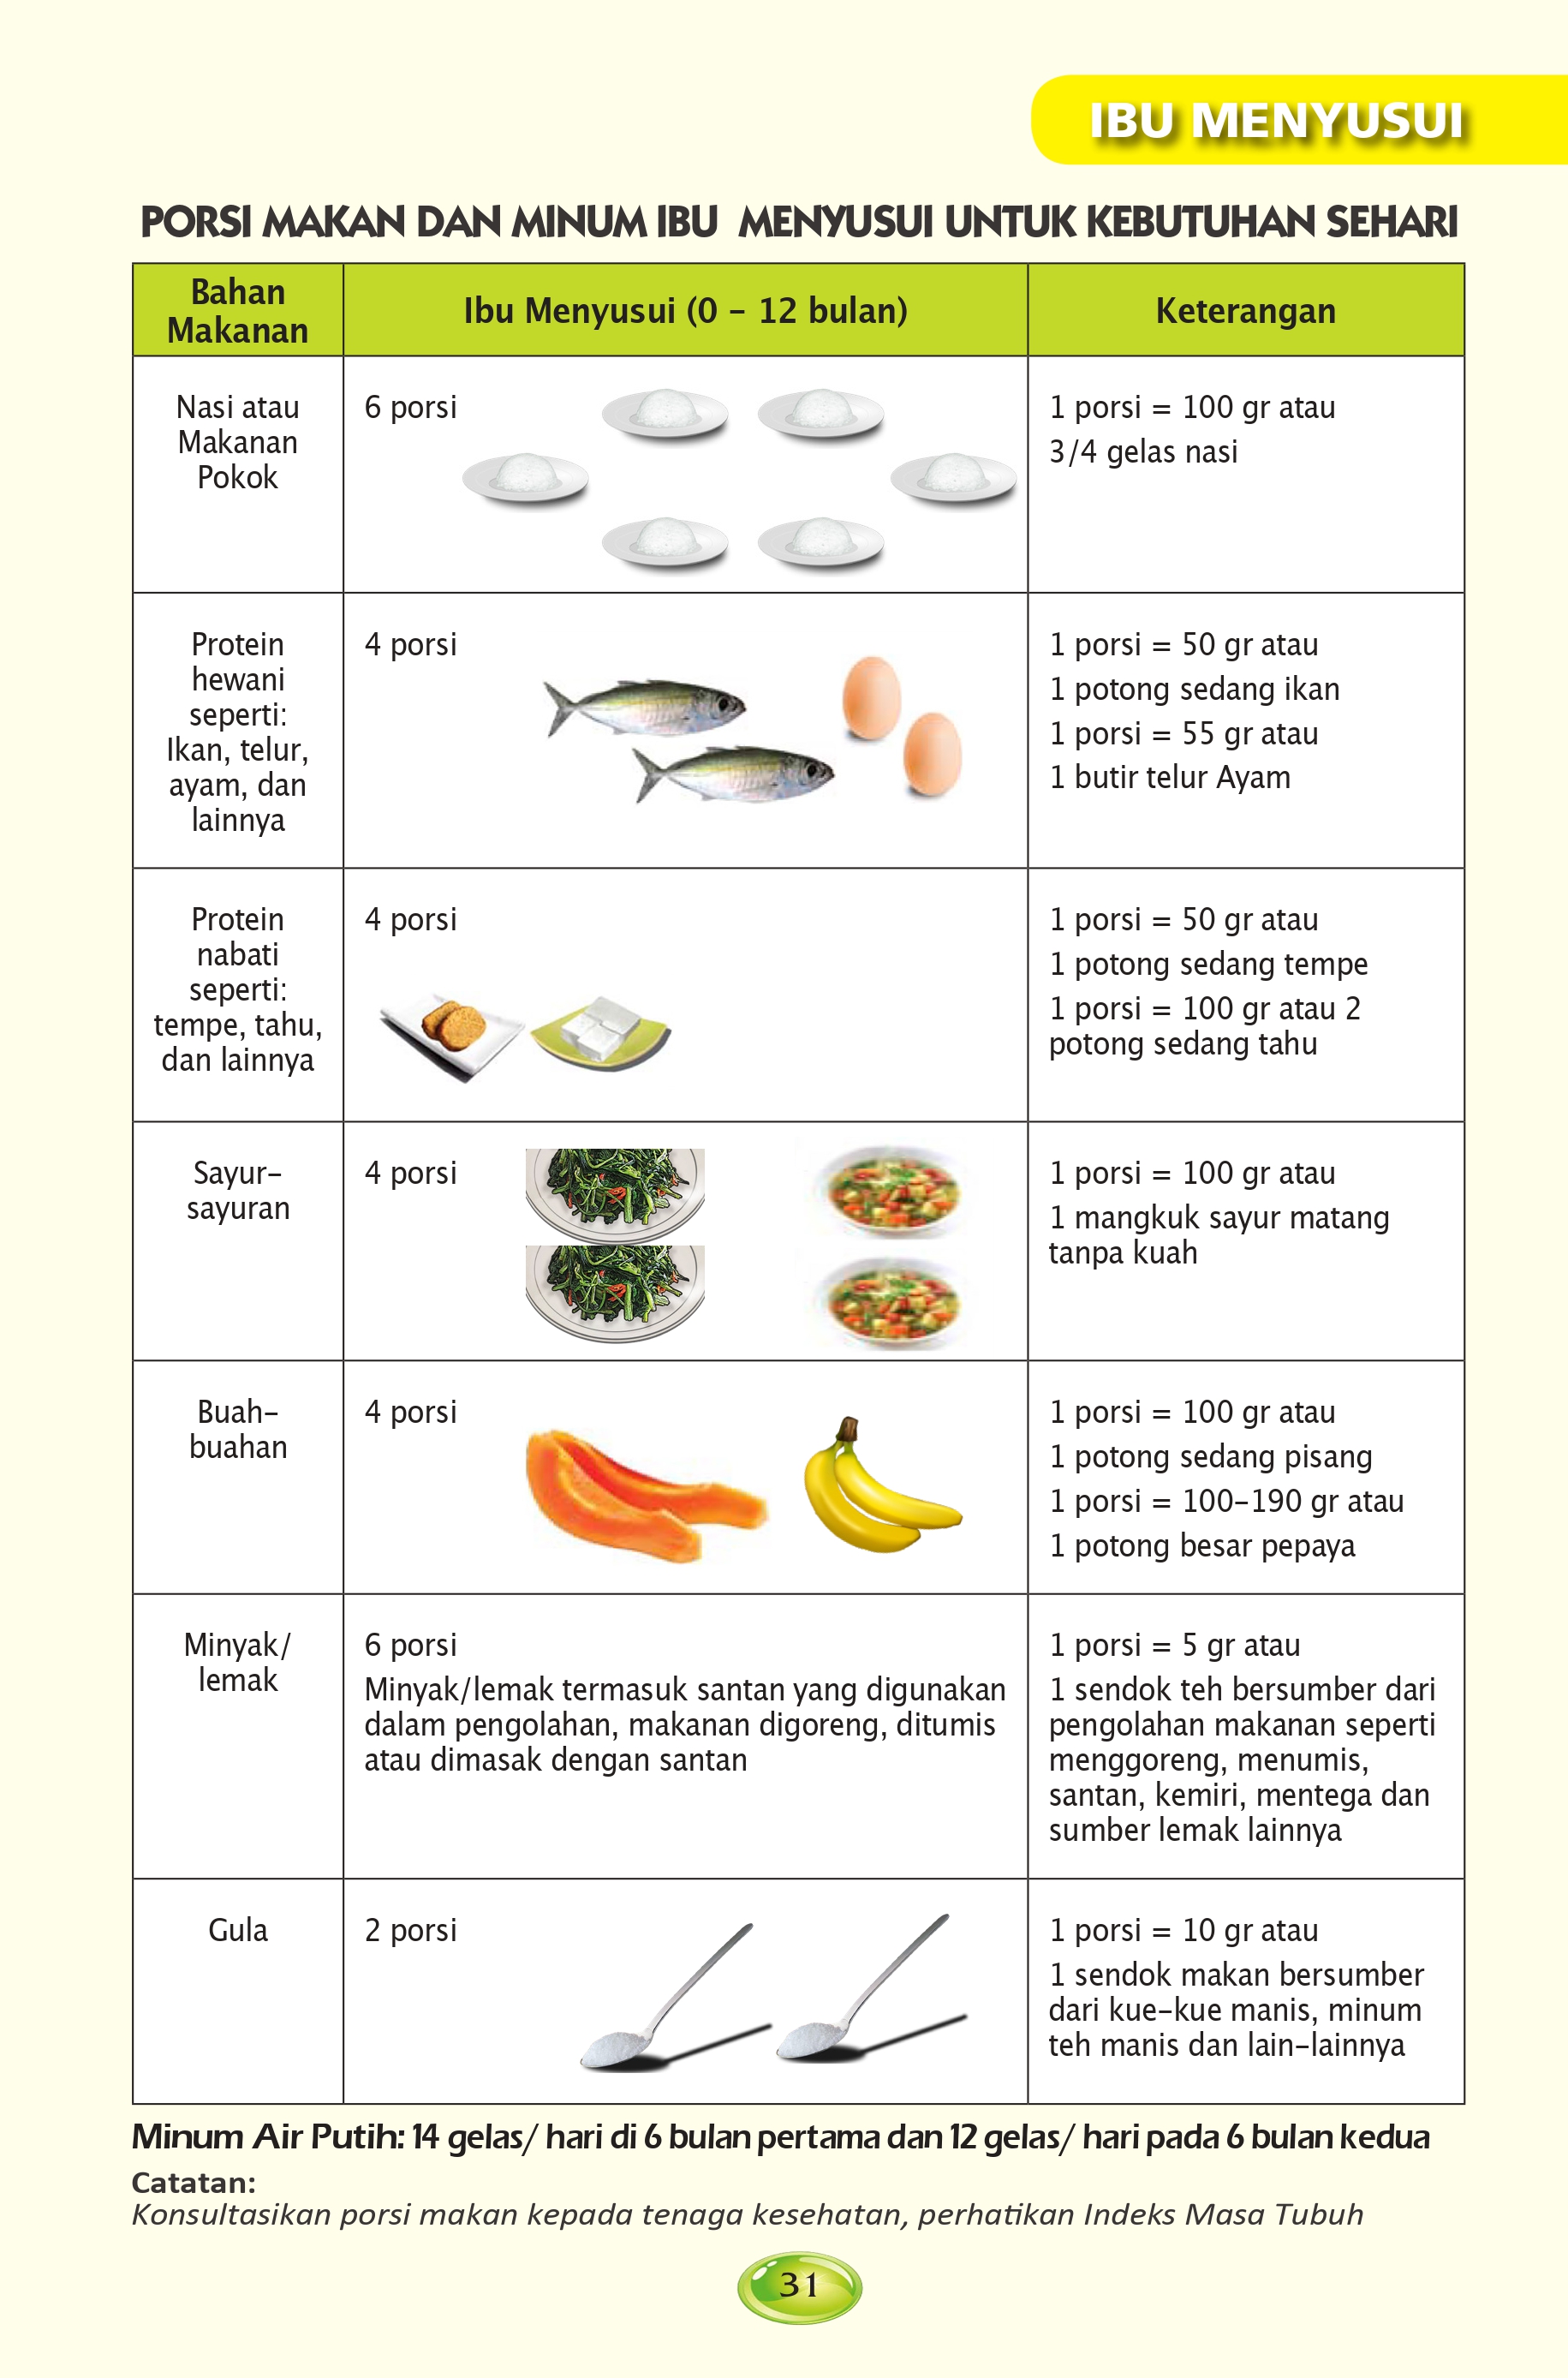 IBU MENYUSUI
PORSI MAKAN DAN MINUM IBU MENYUSUI UNTUK KEBUTUHAN SEHARI
Bahan
Makanan
Ibu Menyusui (0 - 12 bulan)
Keterangan
Nasi atau
Makanan
Pokok
6 porsi
1 porsi = 100 gr atau
3/4 gelas nasi
Protein
hewani
seperti:
Ikan, telur,
ayam, dan
lainnya
4 porsi
1 porsi = 50 gr atau
1 potong sedang ikan
1 porsi = 55 gr atau
1 butir telur Ayam
Protein
nabati
seperti:
tempe, tahu,
dan lainnya
4 porsi
1 porsi = 50 gr atau
1 potong sedang tempe
1 porsi = 100 gr atau 2
potong sedang tahu
Sayur-
sayuran
4 porsi
1 porsi = 100 gr atau
1 mangkuk sayur matang
tanpa kuah
Buah-
buahan
4 porsi
1 porsi = 100 gr atau
1 potong sedang pisang
1 porsi = 100-190 gr atau
1 potong besar pepaya
Minyak/
lemak
6 porsi
Minyak/lemak termasuk santan yang digunakan
dalam pengolahan, makanan digoreng, ditumis
atau dimasak dengan santan
1 porsi = 5 gr atau
1 sendok teh bersumber dari
pengolahan makanan seperti
menggoreng, menumis,
santan, kemiri, mentega dan
sumber lemak lainnya
Gula
2 porsi
1 porsi = 10 gr atau
1 sendok makan bersumber
dari kue-kue manis, minum
teh manis dan lain-lainnya
Minum Air Putih: 14 gelas/ hari di 6 bulan pertama dan 12 gelas/ hari pada 6 bulan kedua
Catatan:
Konsultasikan porsi makan kepada tenaga kesehatan, perhatikan Indeks Masa Tubuh
31